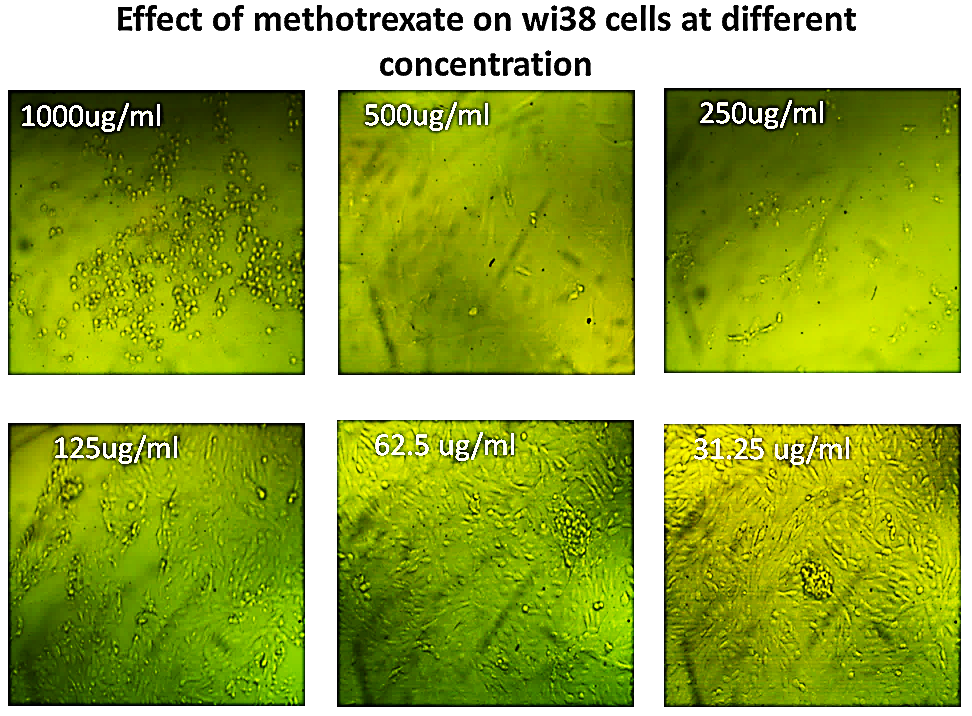 Effect of methotrexate on wi38 cells at different
concentration
1000ug/ml
500ug/ml
250ug/ml
125ug/ml
62.5 ug/ml
31.25 ug/ml